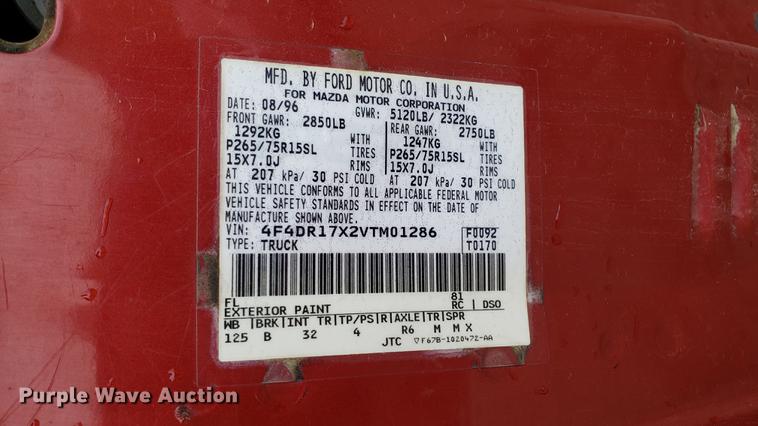 MFD. BY FORD MOTOR CO. IN U.S.A.
FOR MAZDA MOTOR CORPORATION
DATE: 08/96 GVWR: 5120LB/ 2322KG
FRONT GAWR: 2850LB REAR GAWR: 2750LB
1292KG WITH 1247KG WITH
P265/75R15SL TIRES P265/75R15SL TIRES
15X7.0J RIMS 15X7.0J RIMS
AT 207 kPa/ 30 PSI COLD AT 207 kPa/ 30 PSI COLD
THIS VEHICLE CONFORMS TO ALL APPLICABLE FEDERAL MOTOR
VEHICLE SAFETY STANDARDS IN EFFECT ON THE DATE OF
MANUFACTURE SHOWN ABOVE.
VIN: 4F4DR17X2VTM01286 F0092
TYPE: TRUCK T0170
FL 81
EXTERIOR PAINT RC DSO
WB BRK INT TR TP/PS R AXLE TR SPR
125 B 32 4 R6 M M X
JTC ▽F67B-1020472-AA
Purple Wave Auction